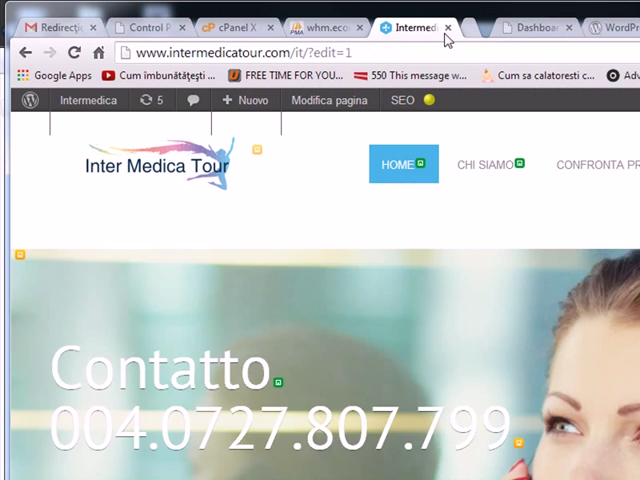 Redirecţi
Control P
cPanel X
whm.eco
Intermedi
Dashboa
WordPr
www.intermedicatour.com/it/?edit=1
Google Apps
Cum îmbunătăţeşti ...
FREE TIME FOR YOU...
550 This message w...
Cum sa calatoresti c...
Adv
Intermedica
5
Nuovo
Modifica pagina
SEO
Inter Medica Tour
HOME
CHI SIAMO
CONFRONTA PR
Contatto
004.0727.807.799